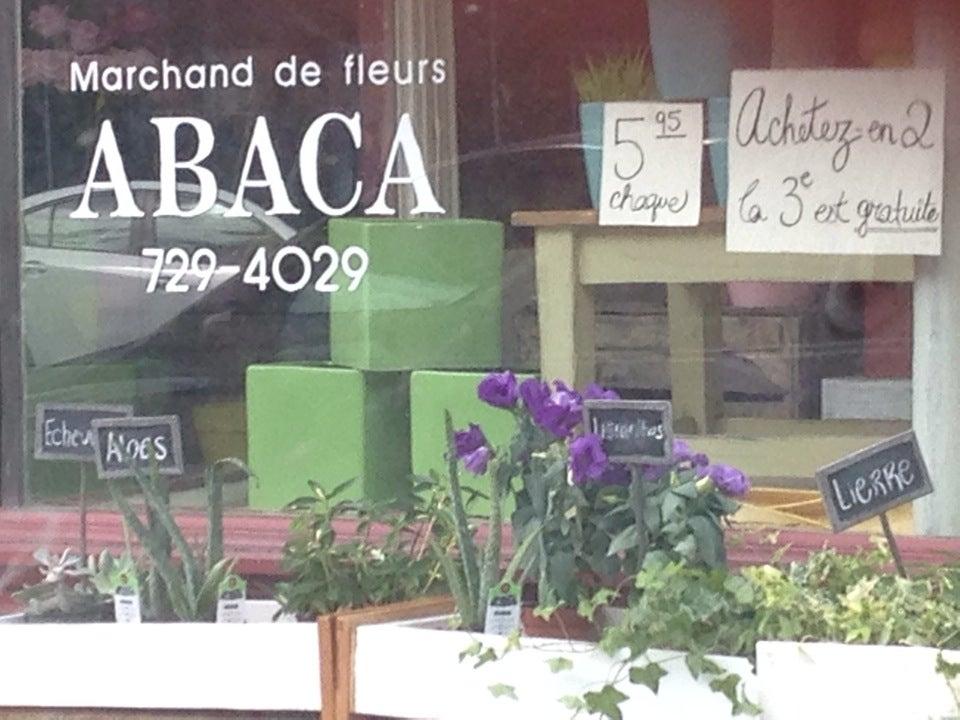 Marchand de fleurs
ABACA
729-4029
5 95
chaque
Achetez-en 2
la 3e est gratuite
Aloes
Lierre